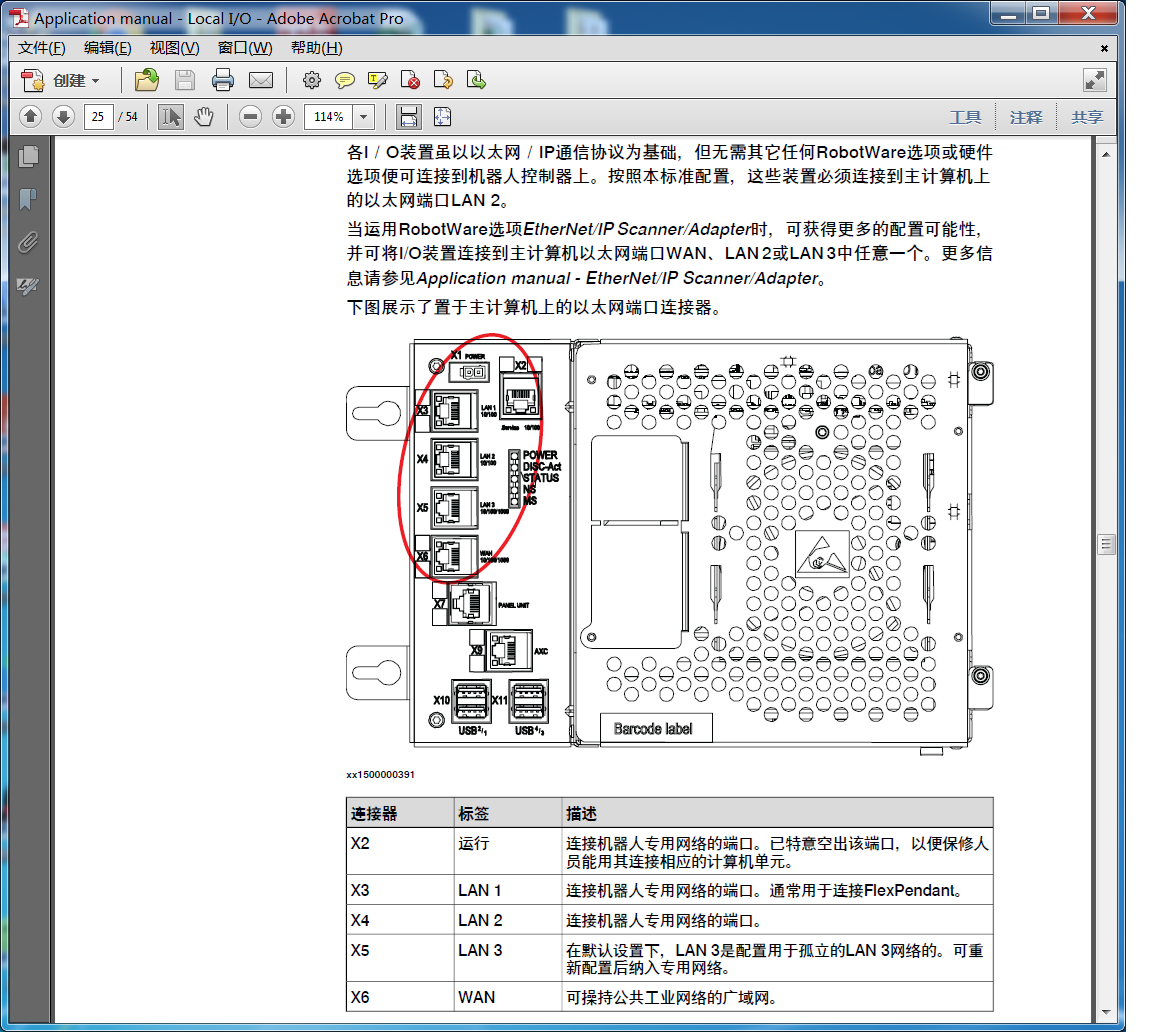 Application manual - Local I/O - Adobe Acrobat Pro
文件(F) 编辑(E) 视图(V) 窗口(W) 帮助(H)
创建
25 / 54 114% 工具 注释 共享
各I / O装置虽以以太网 / IP通信协议为基础，但无需其它任何RobotWare选项或硬件
选项便可连接到机器人控制器上。按照本标准配置，这些装置必须连接到主计算机上
的以太网端口LAN 2。
当运用RobotWare选项EtherNet/IP Scanner/Adapter时，可获得更多的配置可能性，
并可将I/O装置连接到主计算机以太网端口WAN、LAN 2或LAN 3中任意一个。更多信
息请参见Application manual - EtherNet/IP Scanner/Adapter。
下图展示了置于主计算机上的以太网端口连接器。
X1 POWER
X2
Service 10/100
X3 LAN 1
10/100
X4 LAN 2
10/100
POWER
DISC-Act
STATUS
NS
MS
X5 LAN 3
10/100/1000
X6 WAN
10/100/1000
X7 PANEL UNIT
X9 AXC
X10 X11
USB2/1 USB4/3
Barcode label
xx1500000391
连接器 标签 描述
X2 运行 连接机器人专用网络的端口。已特意空出该端口，以便保修人
员能用其连接相应的计算机单元。
X3 LAN 1 连接机器人专用网络的端口。通常用于连接FlexPendant。
X4 LAN 2 连接机器人专用网络的端口。
X5 LAN 3 在默认设置下，LAN 3是配置用于孤立的LAN 3网络的。可重
新配置后纳入专用网络。
X6 WAN 可操持公共工业网络的广域网。